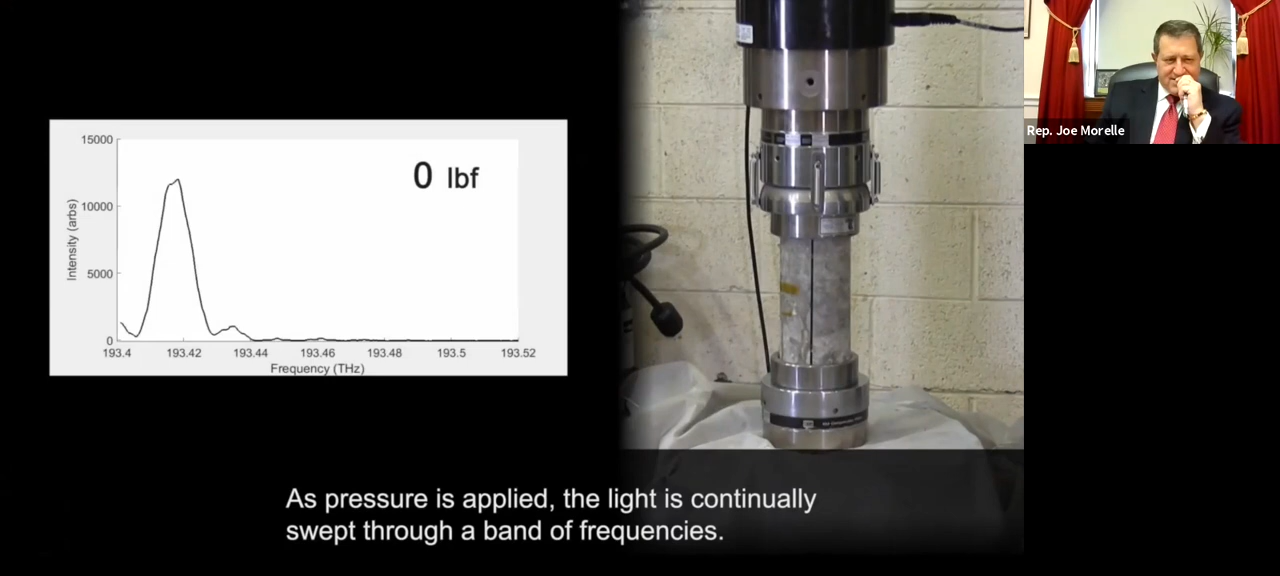 15000
0 lbf
10000
Intensity (arbs)
5000
0
193.4 193.42 193.44 193.46 193.48 193.5 193.52
Frequency (THz)
As pressure is applied, the light is continually
swept through a band of frequencies.
Rep. Joe Morelle